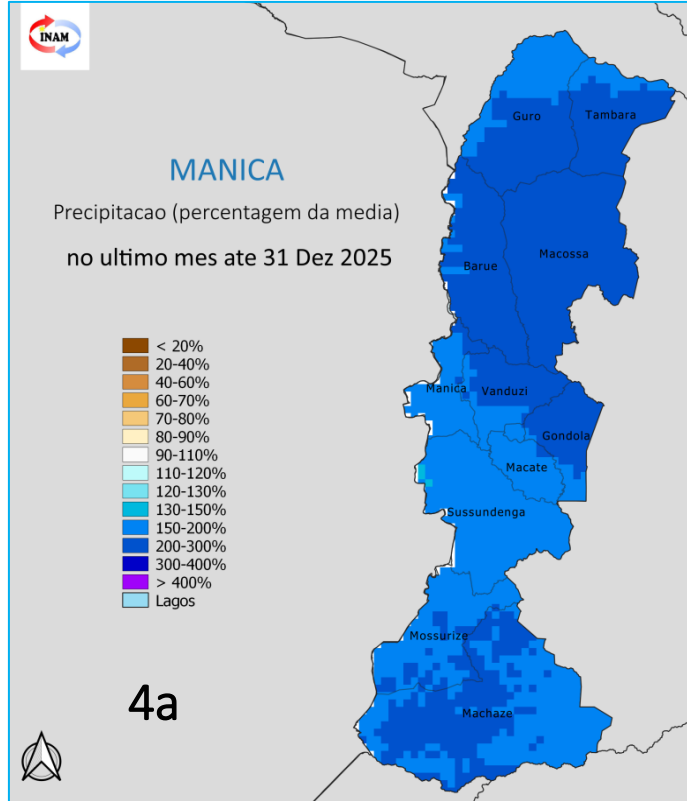 INAM
MANICA
Precipitacao (percentagem da media)
no ultimo mes ate 31 Dez 2025
< 20%
20-40%
40-60%
60-70%
70-80%
80-90%
90-110%
110-120%
120-130%
130-150%
150-200%
200-300%
300-400%
> 400%
Lagos
4a
Guro
Tambara
Barue
Macossa
Manica
Vanduzi
Gondola
Macate
Sussundenga
Mossurize
Machaze